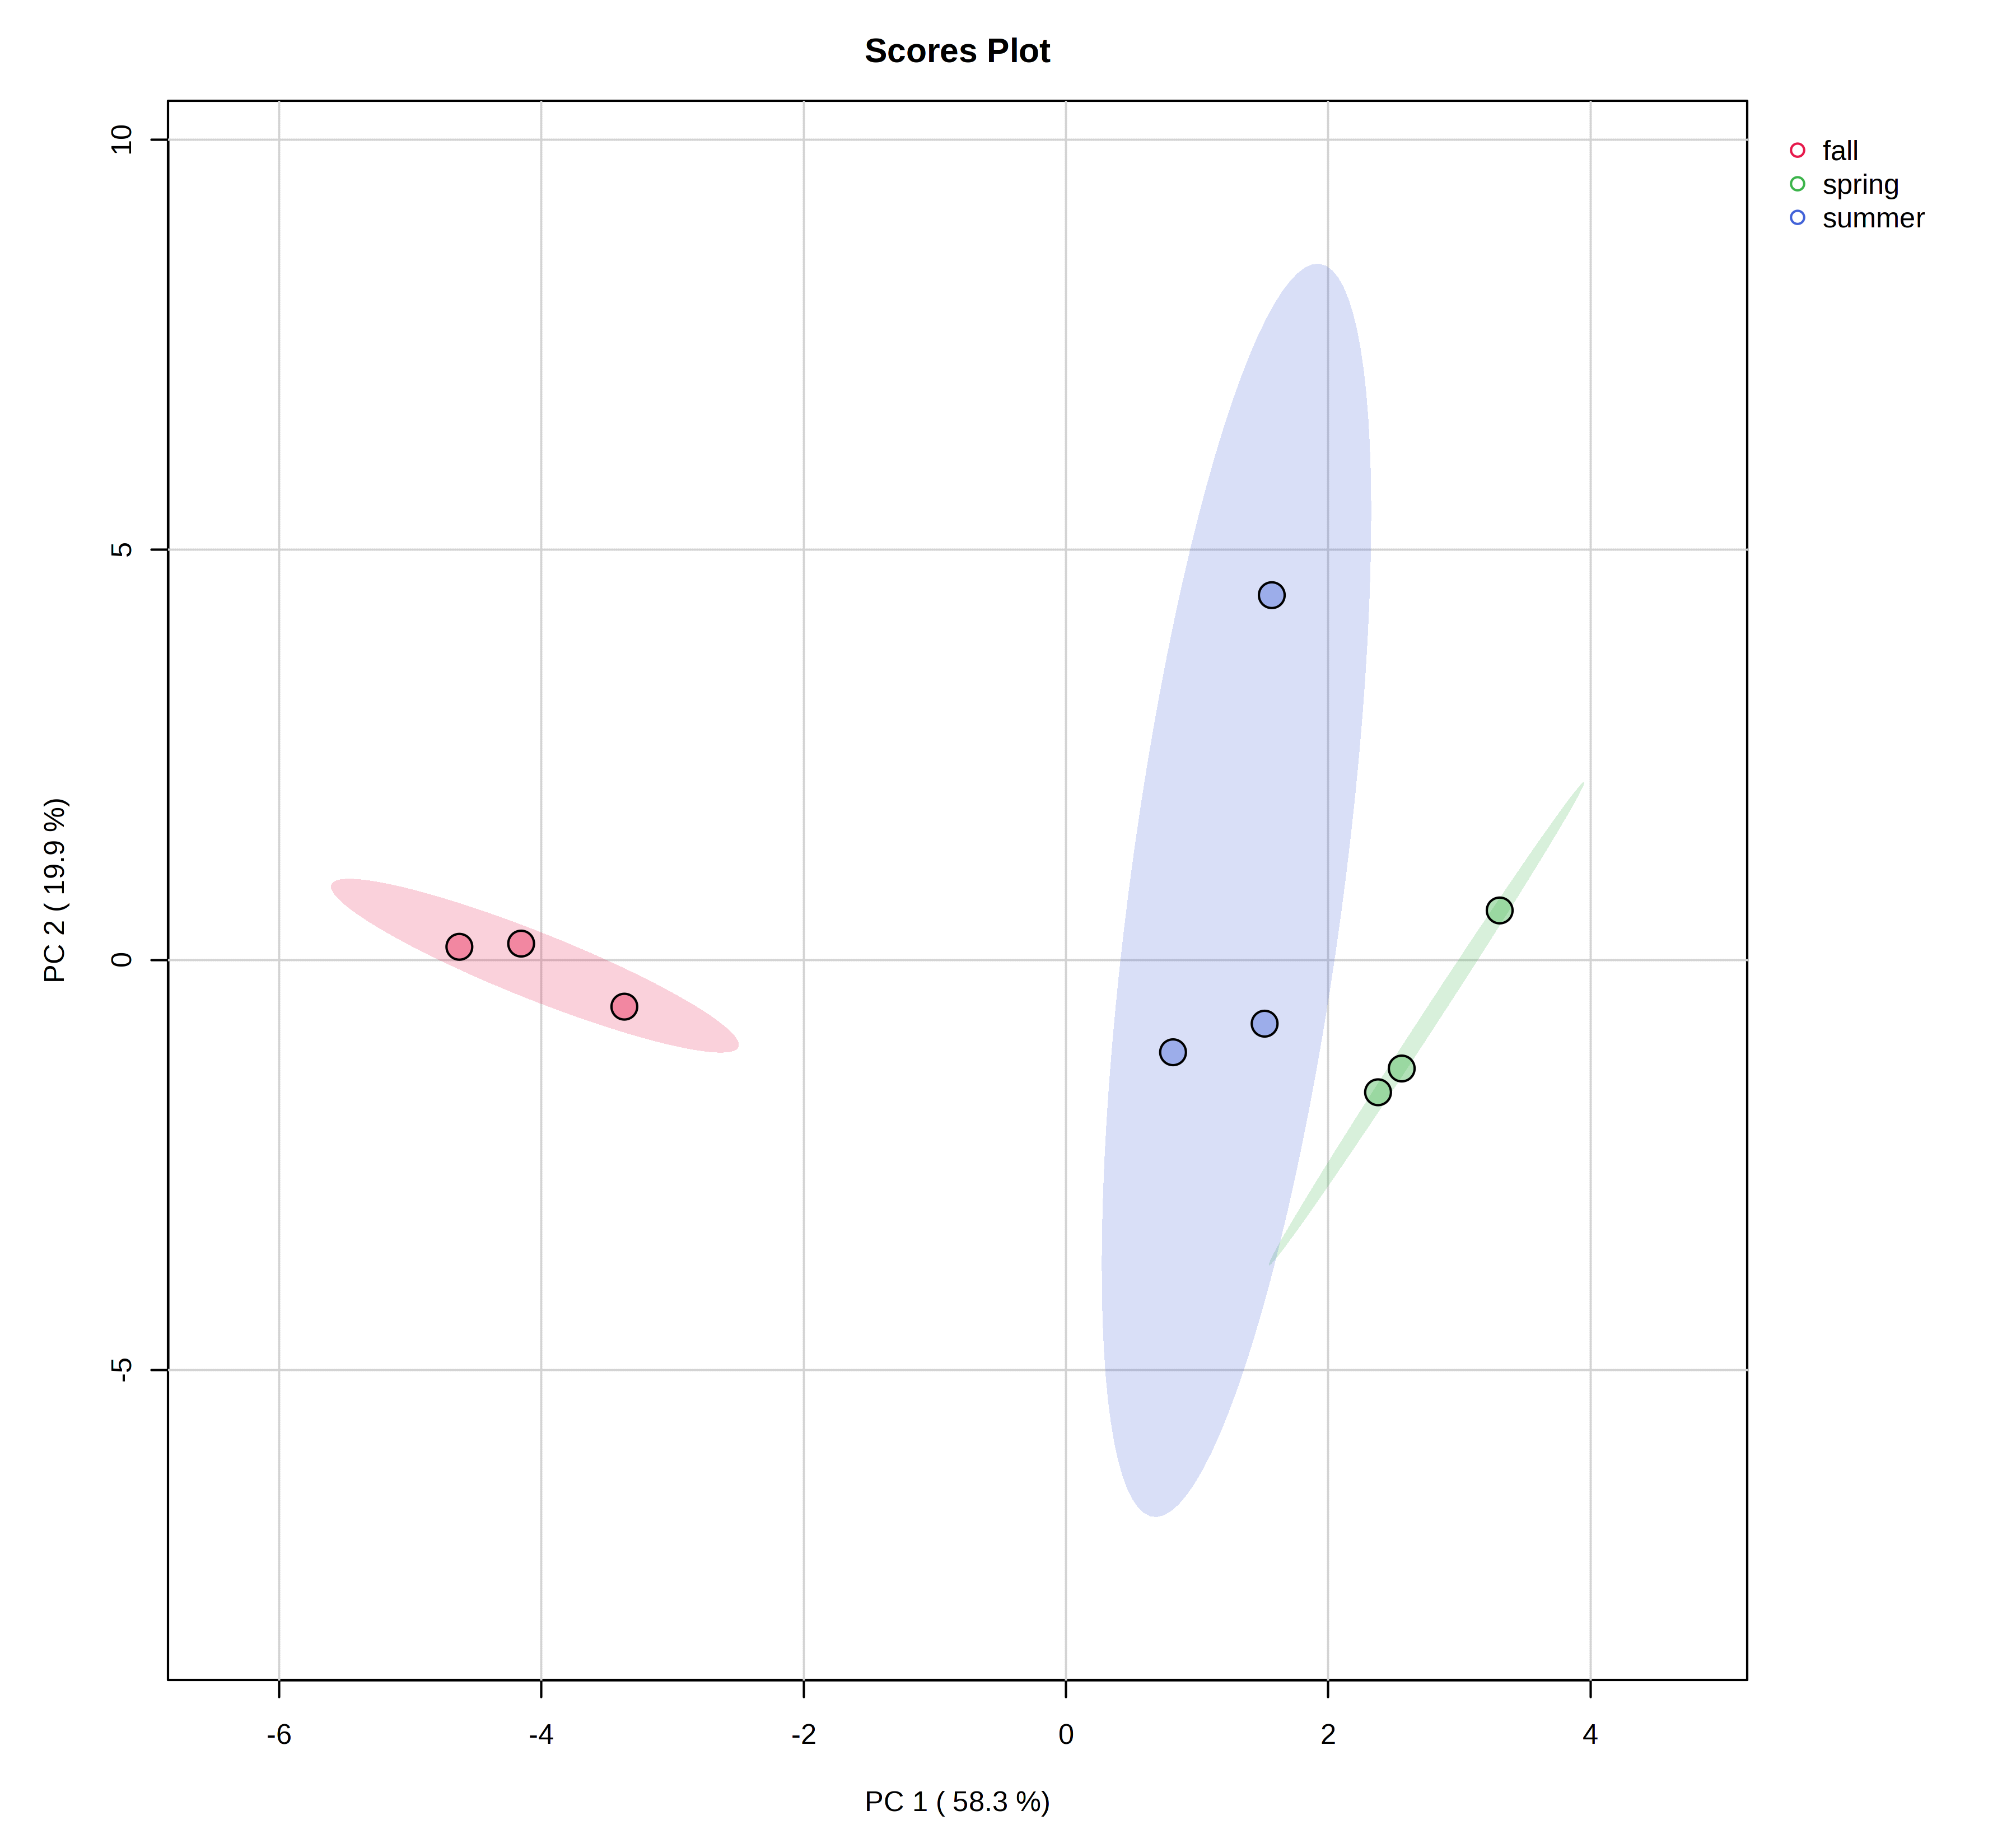 Scores Plot
fall
spring
summer
10
5
0
-5
PC 2 ( 19.9 %)
-6 -4 -2 0 2 4
PC 1 ( 58.3 %)